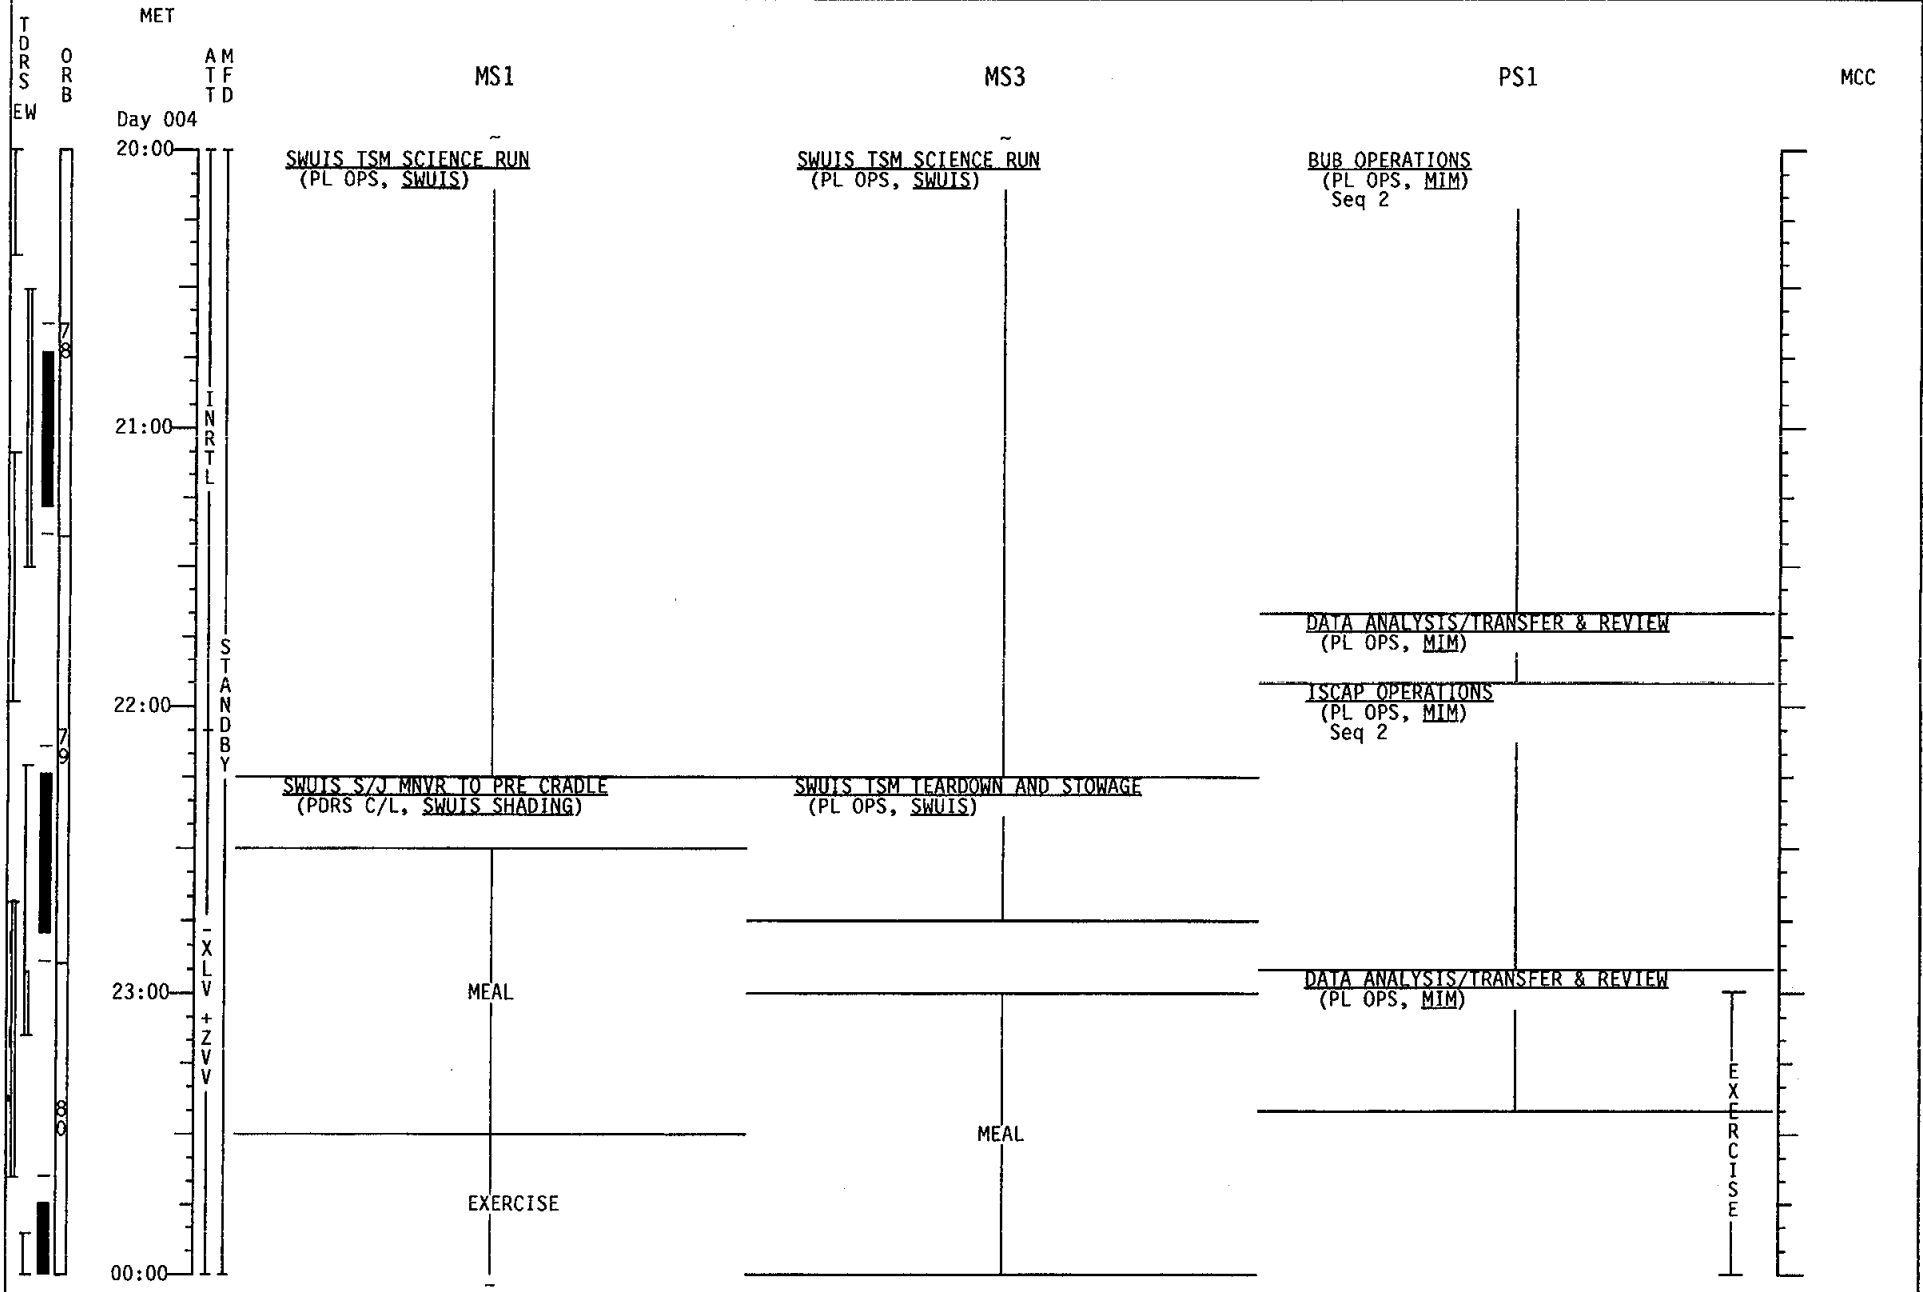 MET
TDRS
EW
ORB
ATT
MFD
MS1
MS3
PS1
MCC
Day 004
20:00
SWUIS TSM SCIENCE RUN
(PL OPS, SWUIS)
SWUIS TSM SCIENCE RUN
(PL OPS, SWUIS)
BUB OPERATIONS
(PL OPS, MIM)
Seq 2
78
INRTL
21:00
DATA ANALYSIS/TRANSFER & REVIEW
(PL OPS, MIM)
STANDBY
ISCAP OPERATIONS
(PL OPS, MIM)
Seq 2
22:00
79
SWUIS S/J MNVR TO PRE CRADLE
(PDRS C/L, SWUIS SHADING)
SWUIS TSM TEARDOWN AND STOWAGE
(PL OPS, SWUIS)
-XLV +ZVV
DATA ANALYSIS/TRANSFER & REVIEW
(PL OPS, MIM)
23:00
MEAL
EXERCISE
80
MEAL
EXERCISE
00:00